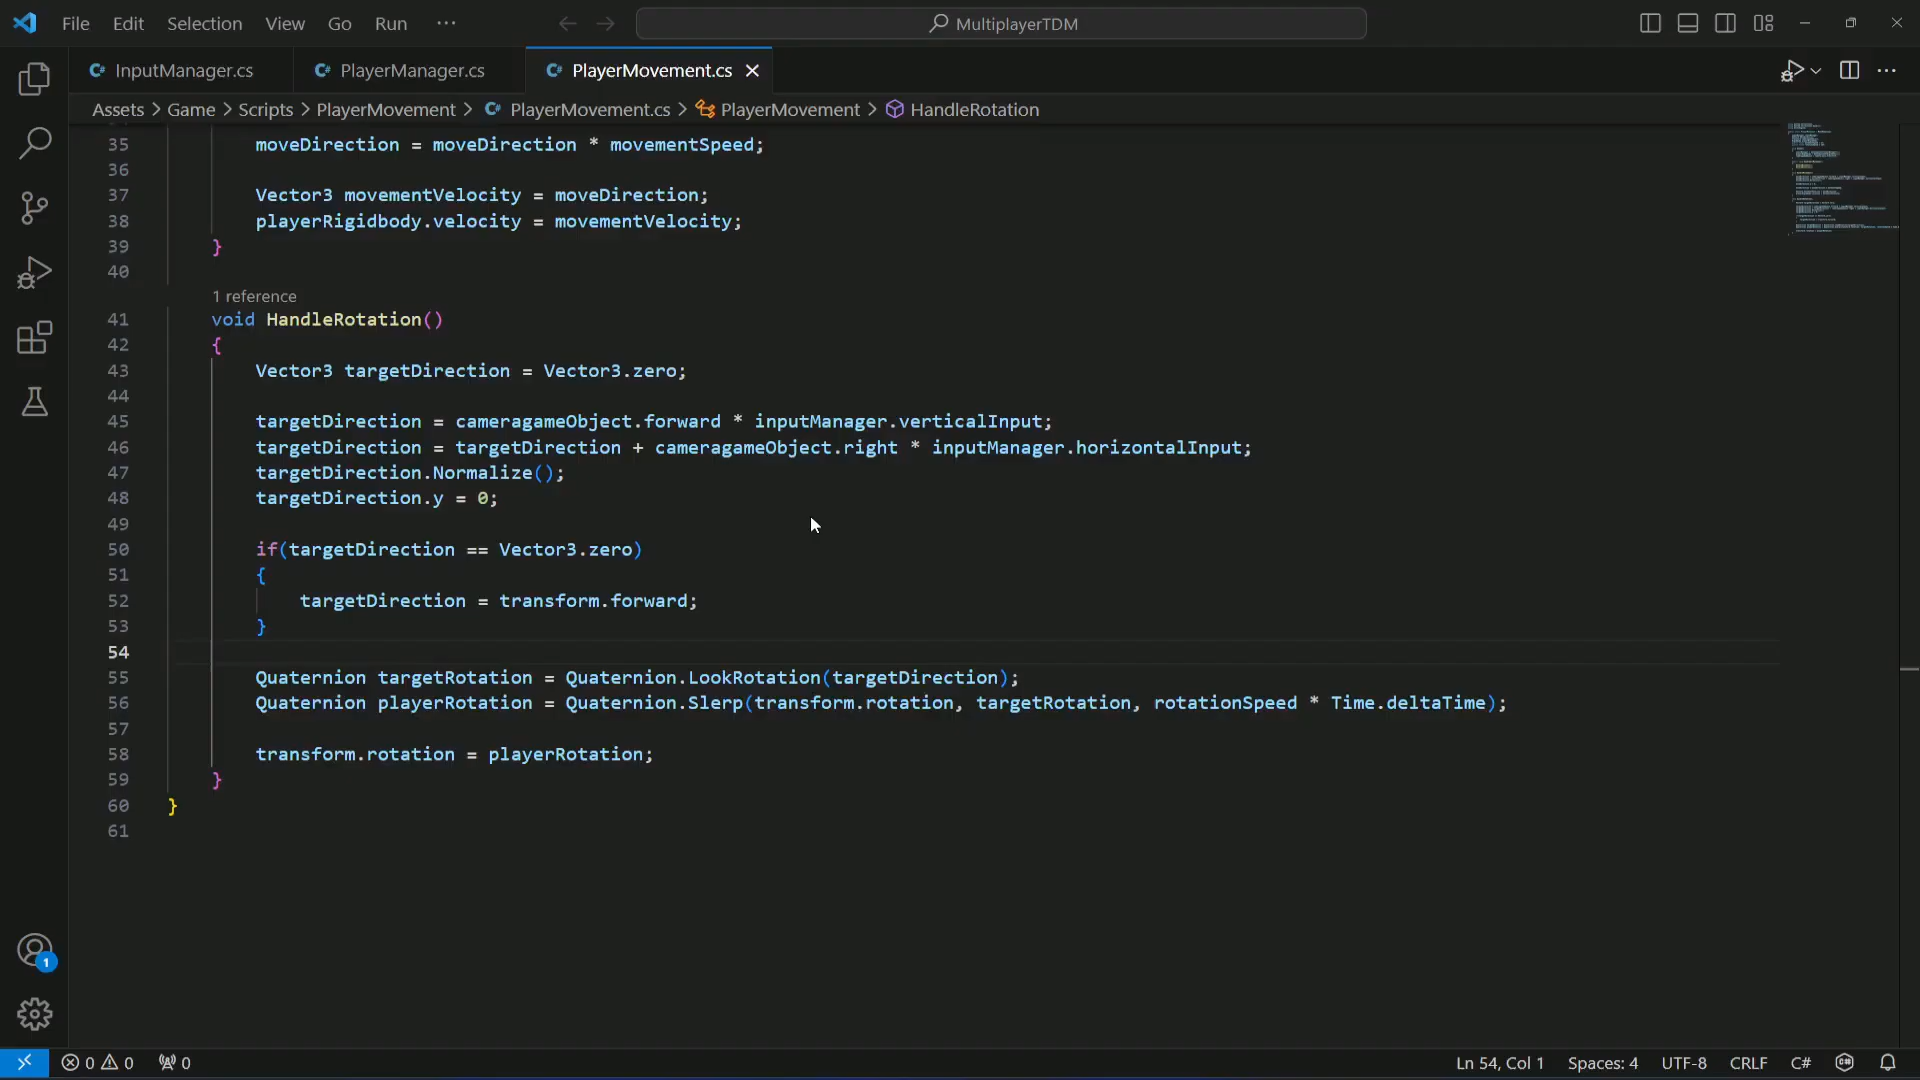 File Edit Selection View Go Run ···
MultiplayerTDM
InputManager.cs
PlayerManager.cs
PlayerMovement.cs
Assets > Game > Scripts > PlayerMovement > PlayerMovement.cs > PlayerMovement > HandleRotation
35 moveDirection = moveDirection * movementSpeed;
36
37 Vector3 movementVelocity = moveDirection;
38 playerRigidbody.velocity = movementVelocity;
39 }
40
1 reference
41 void HandleRotation()
42 {
43 Vector3 targetDirection = Vector3.zero;
44
45 targetDirection = cameragameObject.forward * inputManager.verticalInput;
46 targetDirection = targetDirection + cameragameObject.right * inputManager.horizontalInput;
47 targetDirection.Normalize();
48 targetDirection.y = 0;
49
50 if(targetDirection == Vector3.zero)
51 {
52 targetDirection = transform.forward;
53 }
54
55 Quaternion targetRotation = Quaternion.LookRotation(targetDirection);
56 Quaternion playerRotation = Quaternion.Slerp(transform.rotation, targetRotation, rotationSpeed * Time.deltaTime);
57
58 transform.rotation = playerRotation;
59 }
60 }
61
1
0 0 0 Ln 54, Col 1 Spaces: 4 UTF-8 CRLF C#